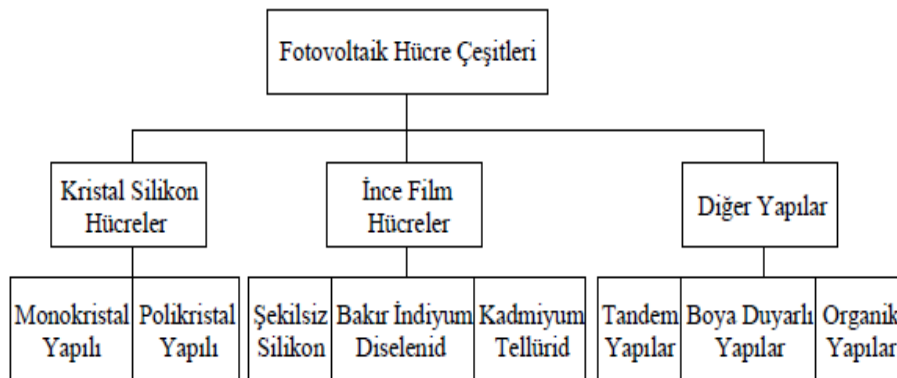 Fotovoltaik Hücre Çeşitleri
Kristal Silikon
Hücreler
İnce Film
Hücreler
Diğer Yapılar
Monokristal
Yapılı
Polikristal
Yapılı
Şekilsiz
Silikon
Bakır İndiyum
Diselenid
Kadmiyum
Tellürid
Tandem
Yapılar
Boya Duyarlı
Yapılar
Organik
Yapılar